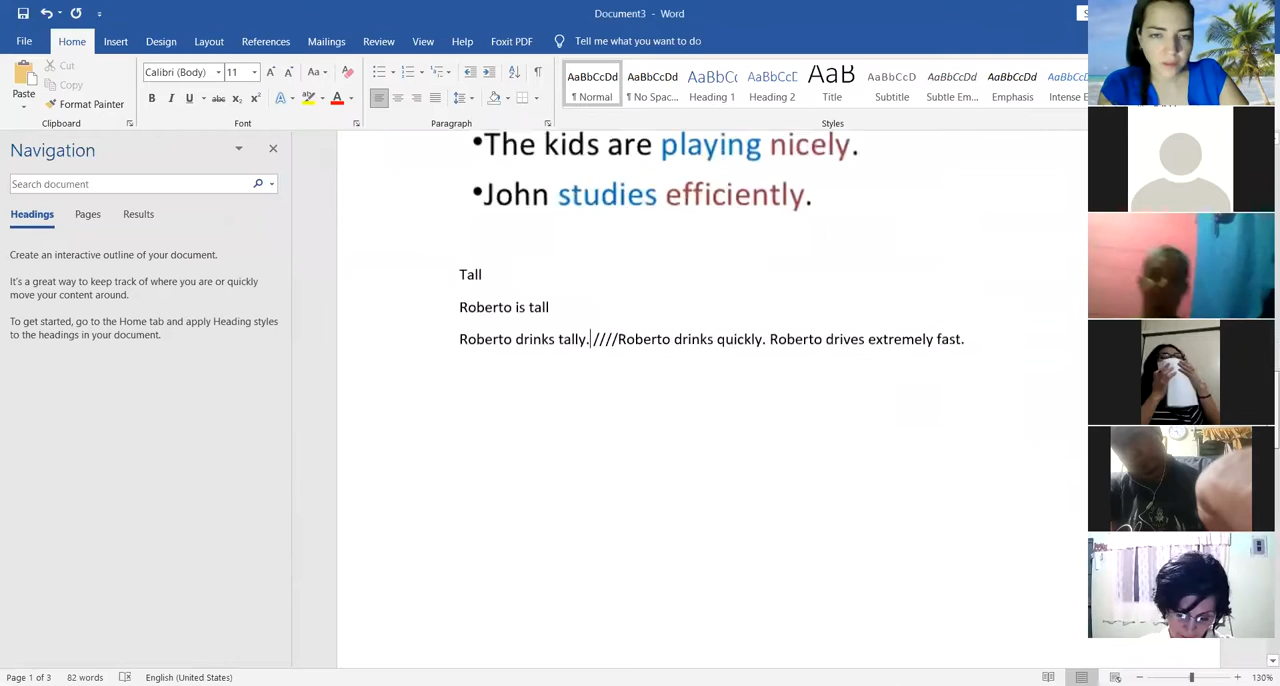 Document3 - Word
File Home Insert Design Layout References Mailings Review View Help Foxit PDF Tell me what you want to do
Paste
Cut
Copy
Format Painter
Clipboard
Calibri (Body) 11
Font
Paragraph
AaBbCcDd AaBbCcDd AaBbCc AaBbCcD AaB AaBbCcD AaBbCcDd AaBbCcDd AaBbCcDd
¶ Normal ¶ No Spac... Heading 1 Heading 2 Title Subtitle Subtle Em... Emphasis Intense E
Styles
Navigation
Search document
Headings Pages Results
Create an interactive outline of your document.
It's a great way to keep track of where you are or quickly
move your content around.
To get started, go to the Home tab and apply Heading styles
to the headings in your document.
•The kids are playing nicely.
•John studies efficiently.
Tall
Roberto is tall
Roberto drinks tally. ////Roberto drinks quickly. Roberto drives extremely fast.
Page 1 of 3 82 words English (United States) 130%